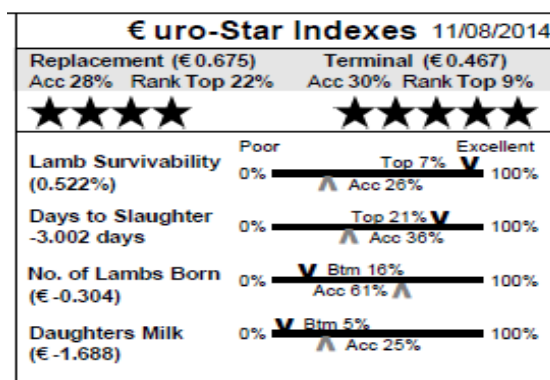 € uro-Star Indexes 11/08/2014
Replacement (€0.675) Terminal (€0.467)
Acc 28% Rank Top 22% Acc 30% Rank Top 9%
Poor Excellent
Lamb Survivability
(0.522%)
0% Top 7% 100%
Acc 26%
Days to Slaughter
-3.002 days
0% Top 21% 100%
Acc 36%
No. of Lambs Born
(€ -0.304)
0% Btm 16% 100%
Acc 61%
Daughters Milk
(€ -1.688)
0% Btm 5% 100%
Acc 25%